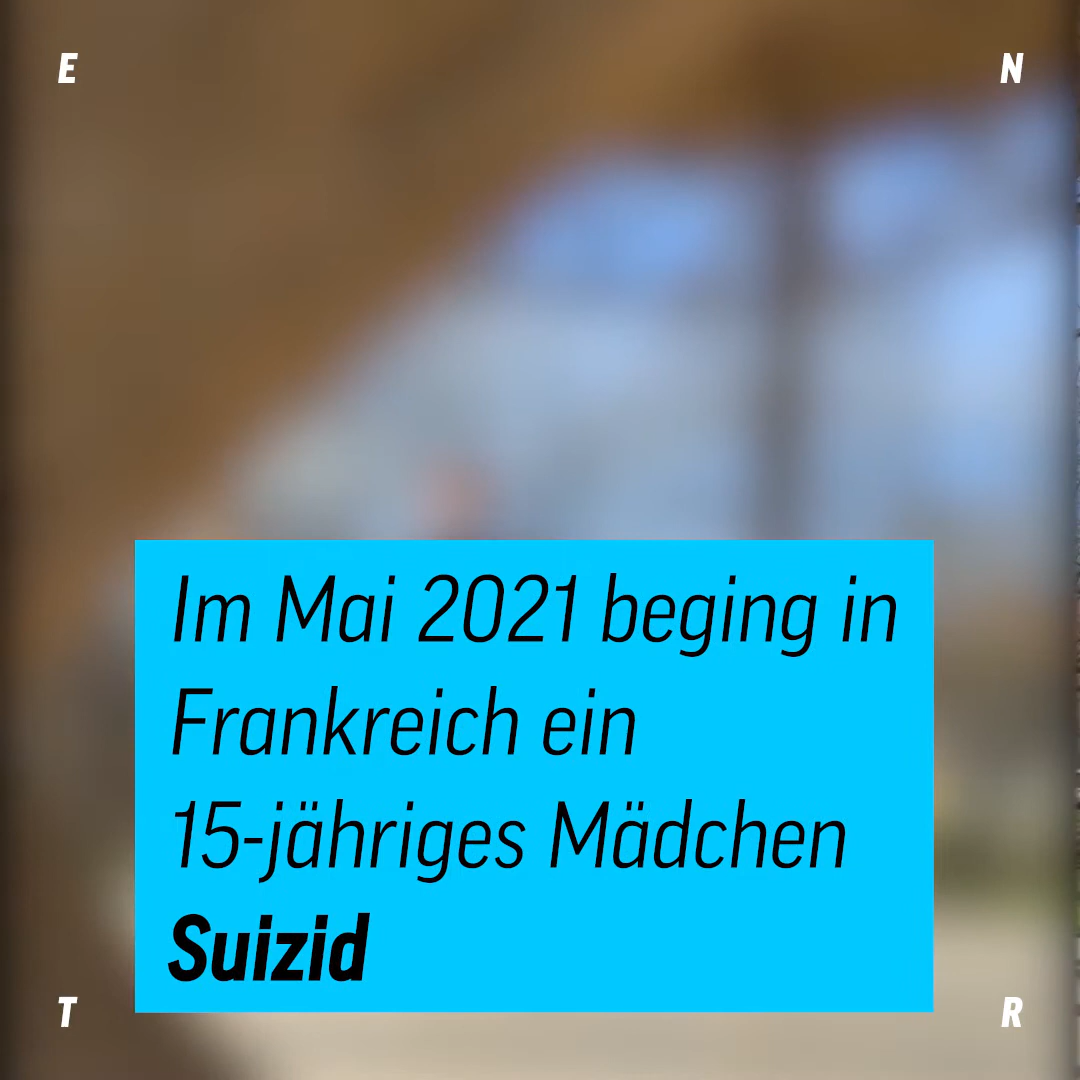 E N
Im Mai 2021 beging in
Frankreich ein
15-jähriges Mädchen
Suizid
T R